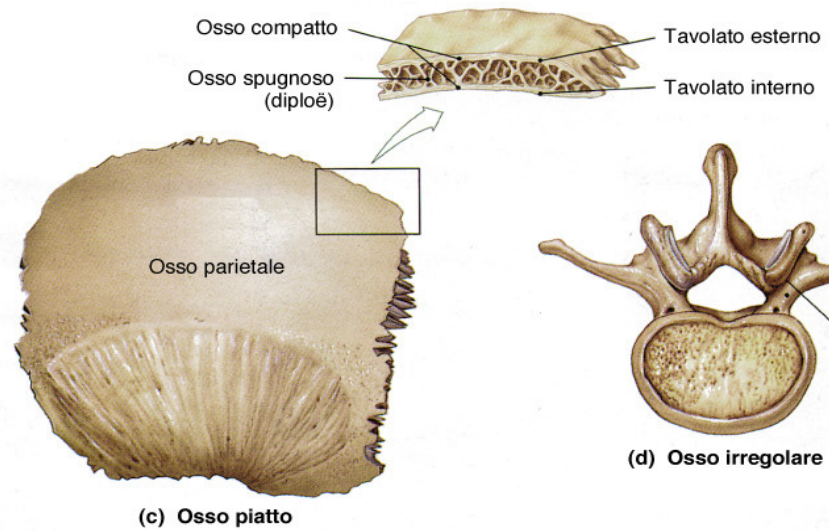 Osso compatto
Tavolato esterno
Osso spugnoso
(diploë)
Tavolato interno
Osso parietale
(c) Osso piatto
(d) Osso irregolare